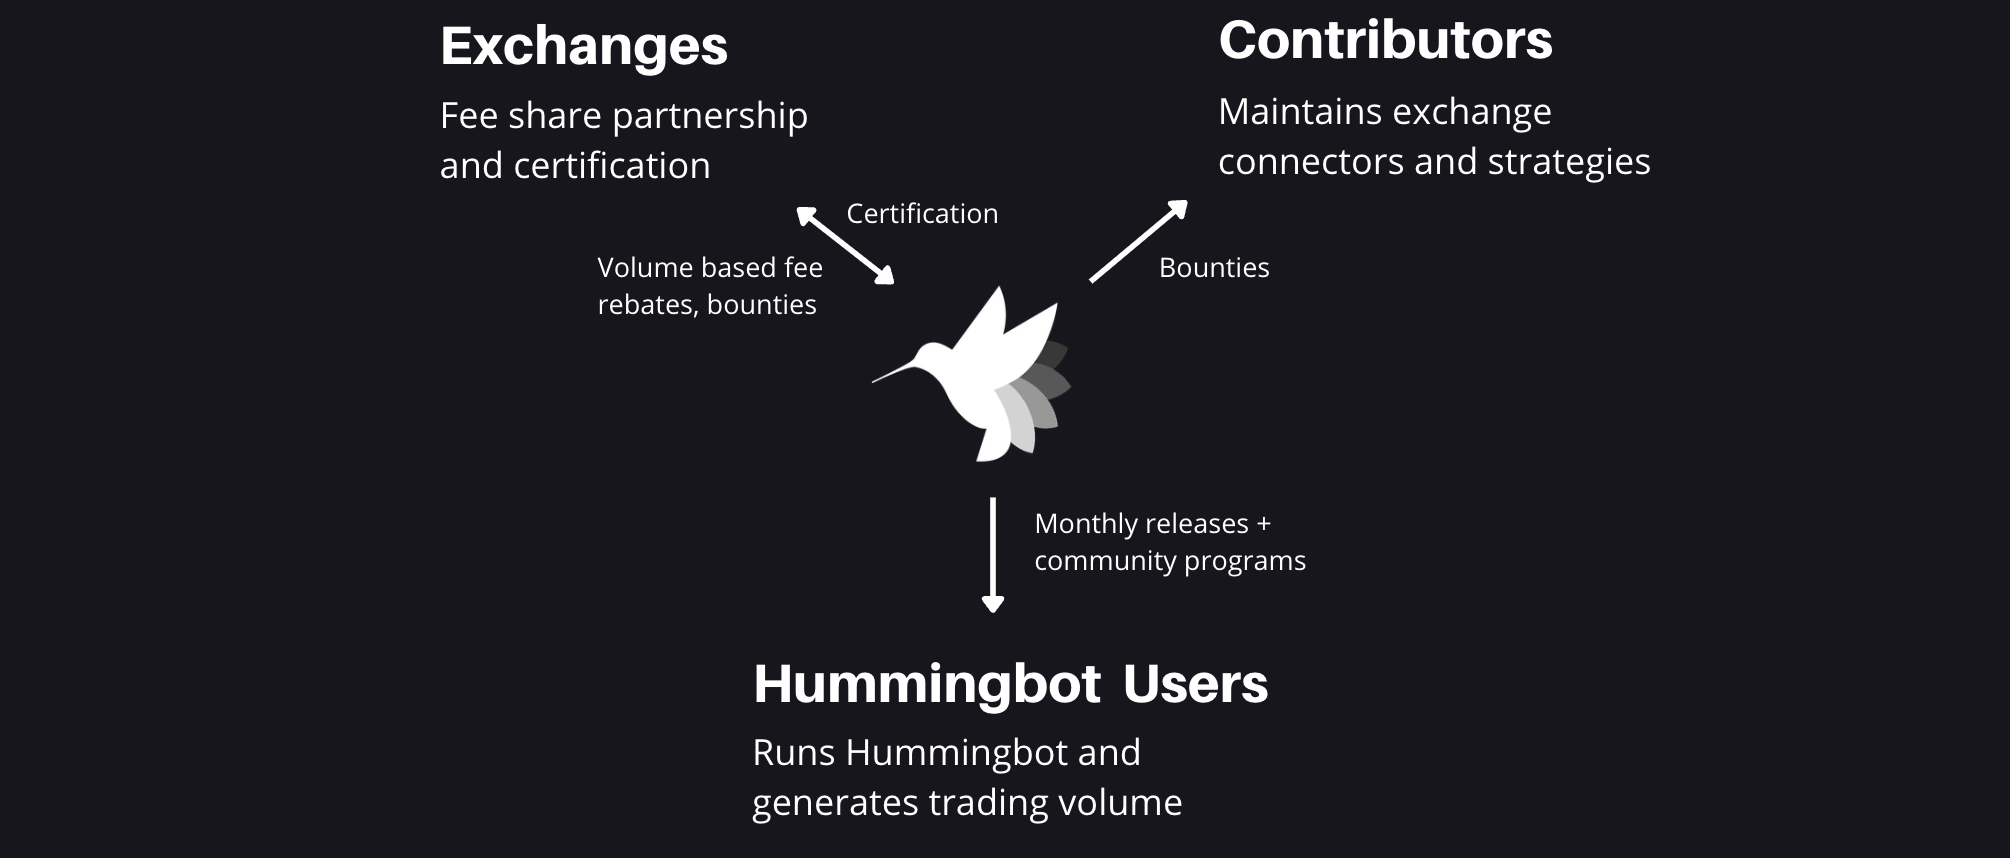 Exchanges
Fee share partnership
and certification
Contributors
Maintains exchange
connectors and strategies
Certification
Volume based fee
rebates, bounties
Bounties
Monthly releases +
community programs
Hummingbot Users
Runs Hummingbot and
generates trading volume